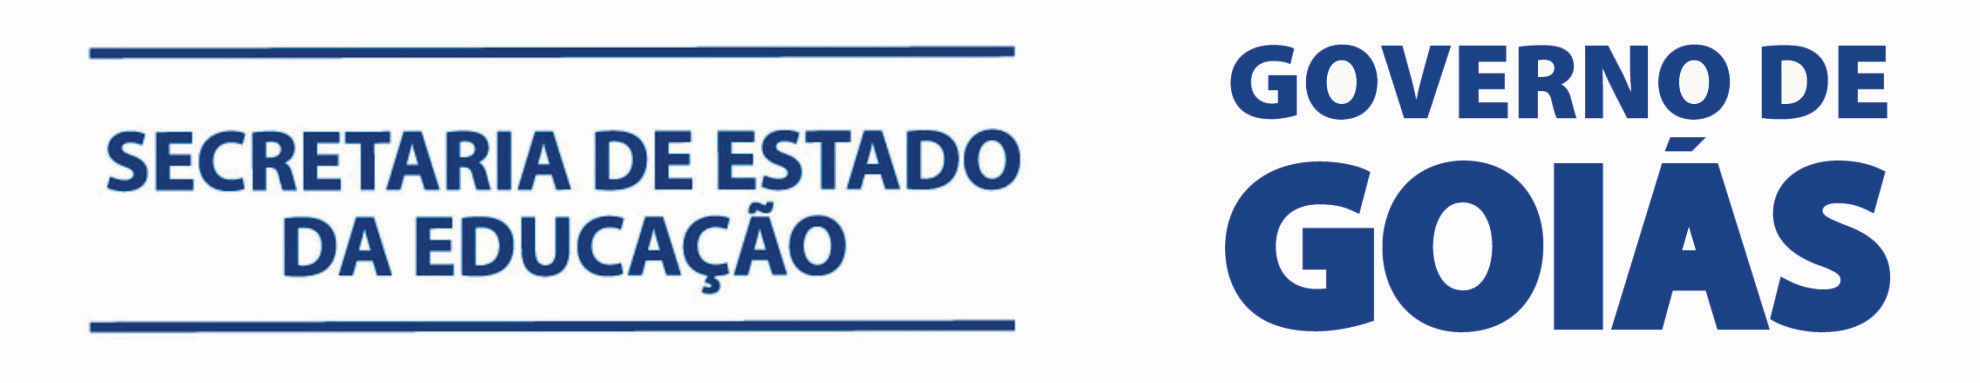 SECRETARIA DE ESTADO
DA EDUCAÇÃO
GOVERNO DE
GOIÁS